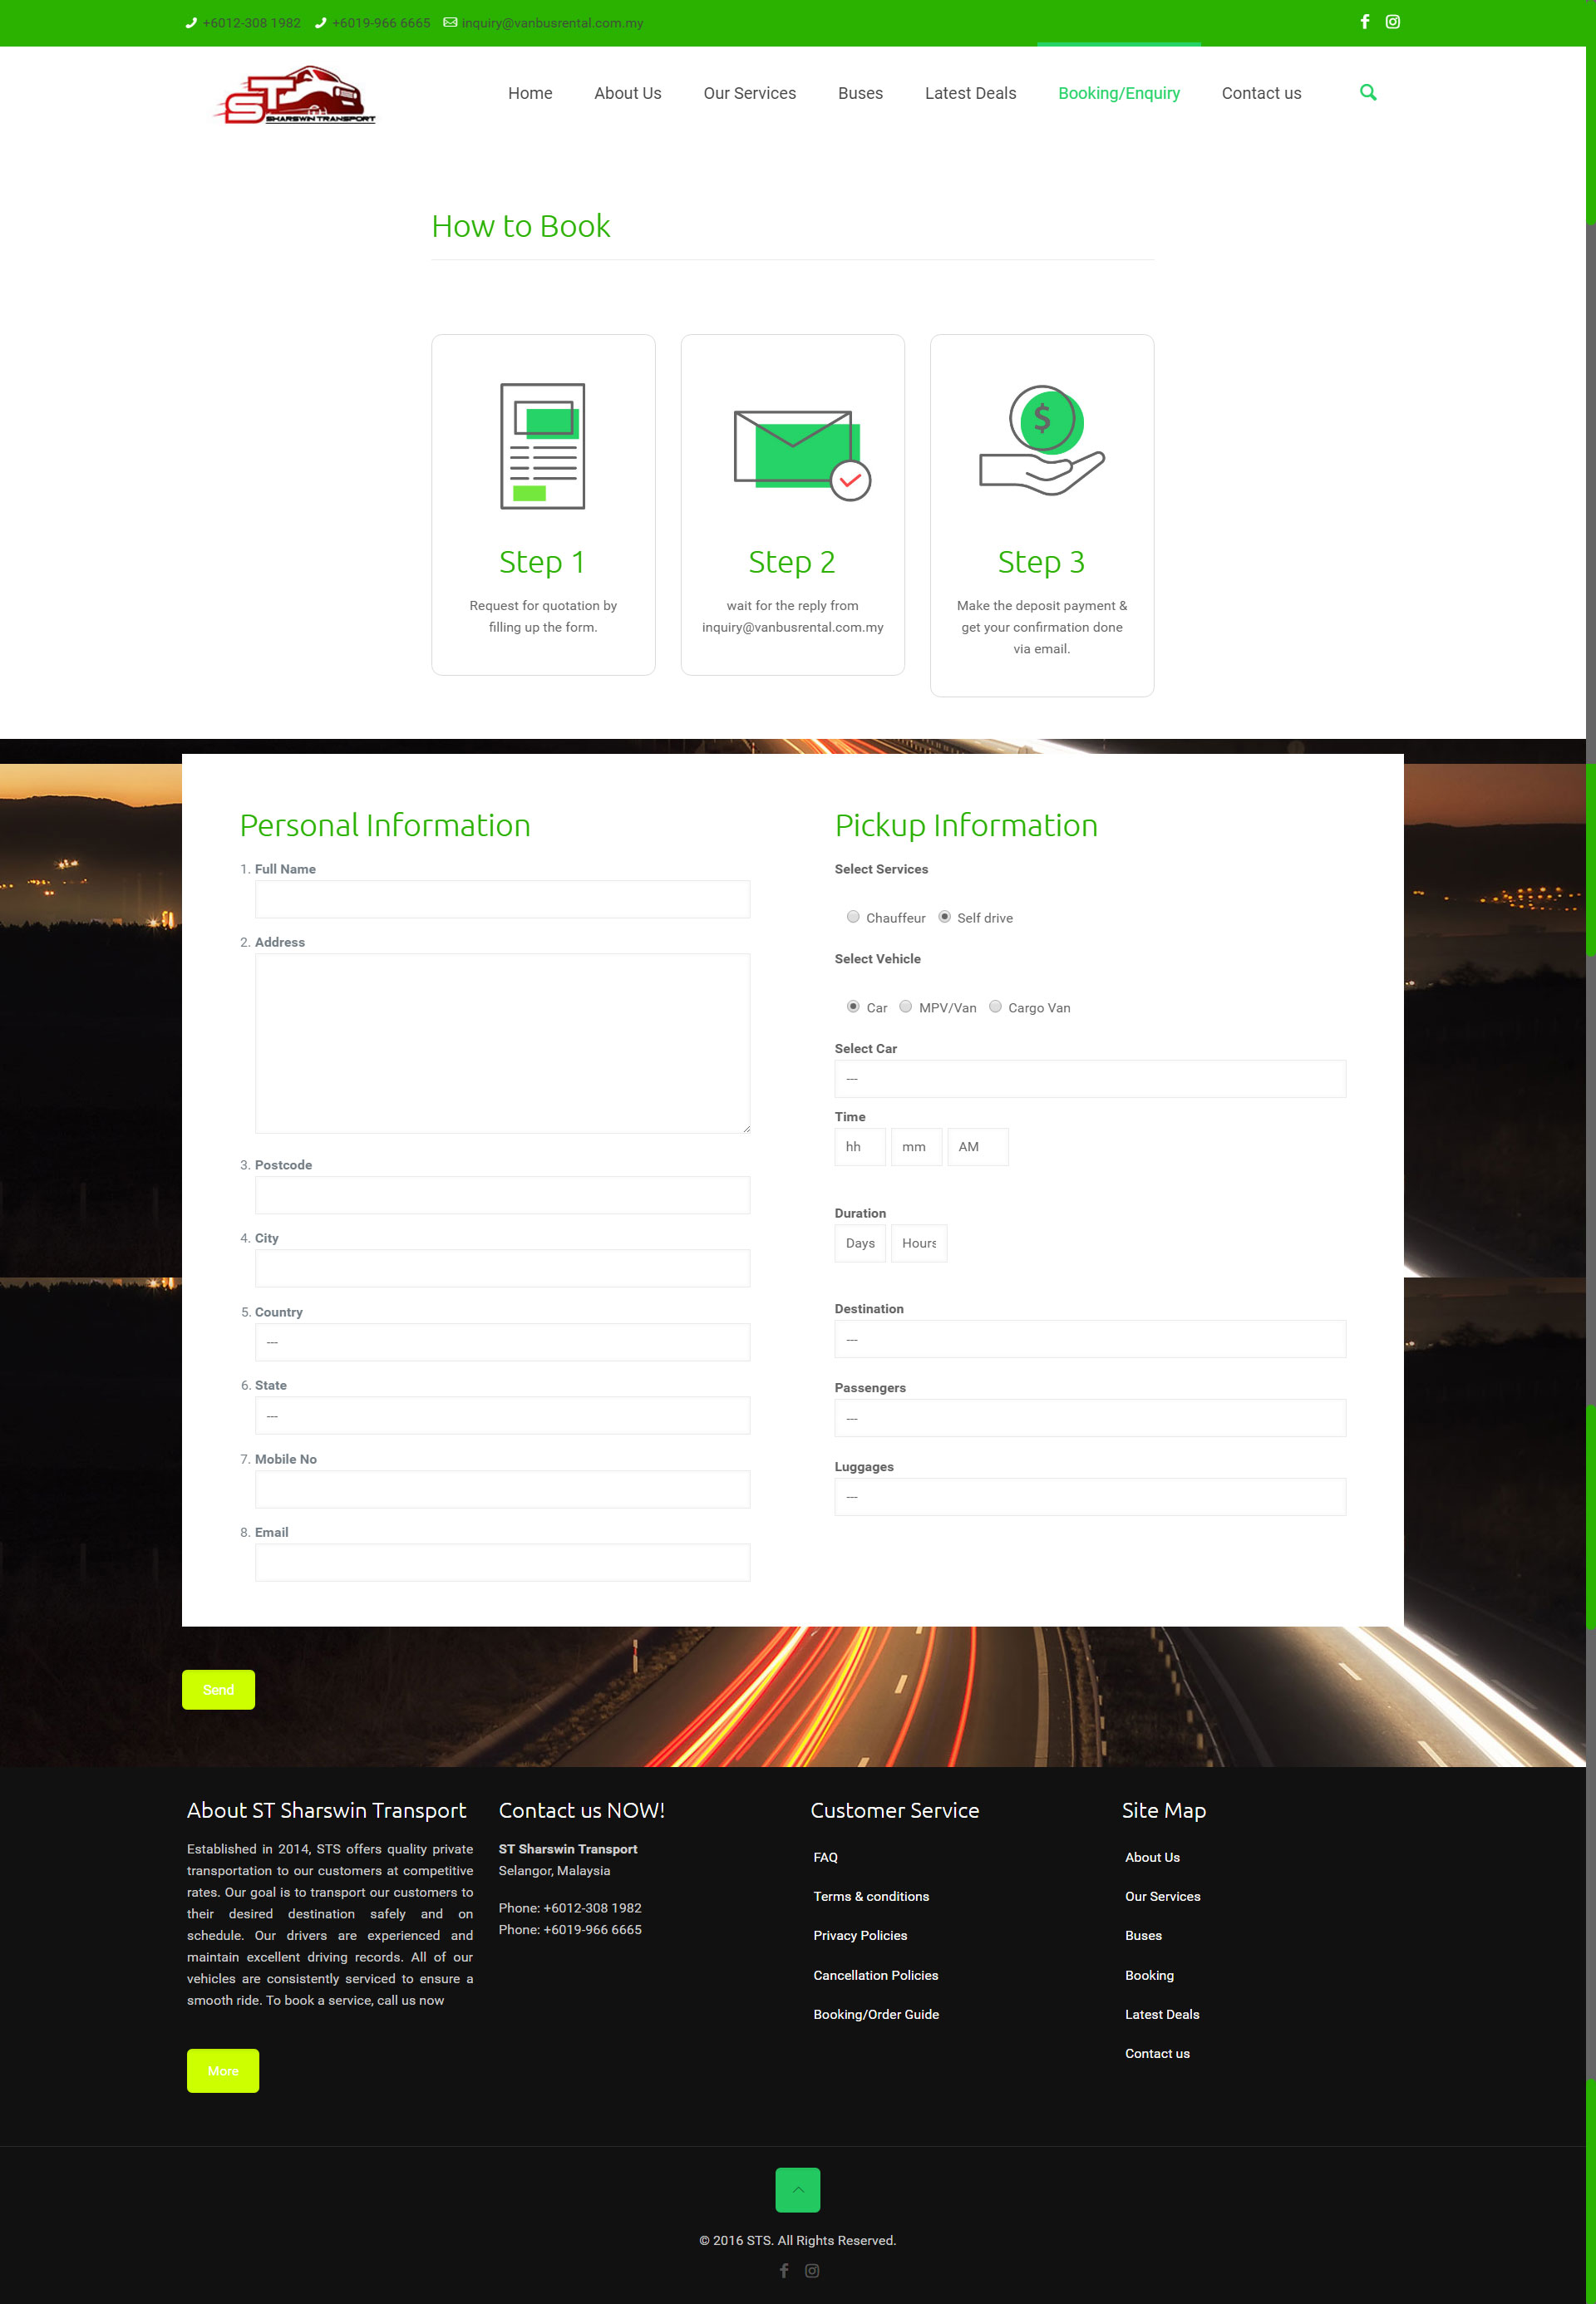 +6012-308 1982 +6019-966 6665 inquiry@vanbusrental.com.my
ST
SHARSWIN TRANSPORT
Home About Us Our Services Buses Latest Deals Booking/Enquiry Contact us
How to Book
$
Step 1
Request for quotation by
filling up the form.
Step 2
wait for the reply from
inquiry@vanbusrental.com.my
Step 3
Make the deposit payment &
get your confirmation done
via email.
Personal Information
1. Full Name
2. Address
3. Postcode
4. City
5. Country
---
6. State
---
7. Mobile No
8. Email
Pickup Information
Select Services
Chauffeur Self drive
Select Vehicle
Car MPV/Van Cargo Van
Select Car
---
Time
hh mm AM
Duration
Days Hours
Destination
---
Passengers
---
Luggages
---
Send
About ST Sharswin Transport
Established in 2014, STS offers quality private
transportation to our customers at competitive
rates. Our goal is to transport our customers to
their desired destination safely and on
schedule. Our drivers are experienced and
maintain excellent driving records. All of our
vehicles are consistently serviced to ensure a
smooth ride. To book a service, call us now
More
Contact us NOW!
ST Sharswin Transport
Selangor, Malaysia
Phone: +6012-308 1982
Phone: +6019-966 6665
Customer Service
FAQ
Terms & conditions
Privacy Policies
Cancellation Policies
Booking/Order Guide
Site Map
About Us
Our Services
Buses
Booking
Latest Deals
Contact us
© 2016 STS. All Rights Reserved.